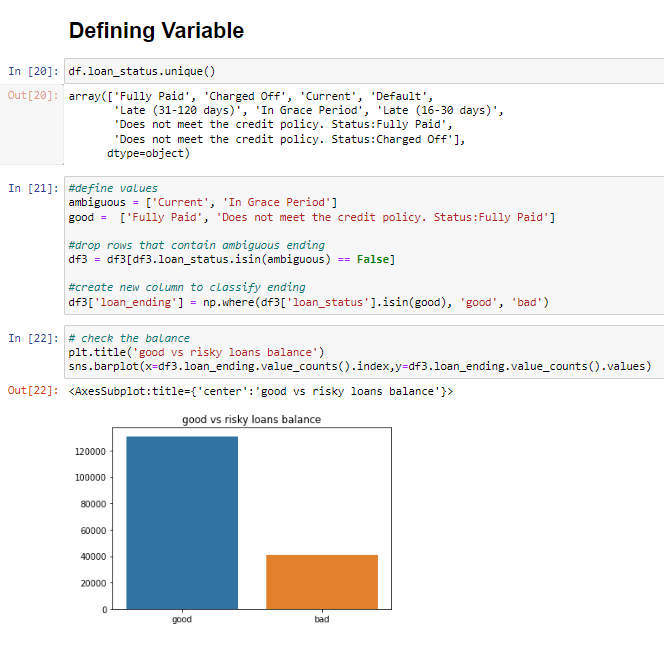 Defining Variable
In [20]: df.loan_status.unique()
Out[20]: array(['Fully Paid', 'Charged Off', 'Current', 'Default',
'Late (31-120 days)', 'In Grace Period', 'Late (16-30 days)',
'Does not meet the credit policy. Status:Fully Paid',
'Does not meet the credit policy. Status:Charged Off'],
dtype=object)
In [21]: #define values
ambiguous = ['Current', 'In Grace Period']
good =  ['Fully Paid', 'Does not meet the credit policy. Status:Fully Paid']
#drop rows that contain ambiguous ending
df3 = df3[df3.loan_status.isin(ambiguous) == False]
#create new column to classify ending
df3['loan_ending'] = np.where(df3['loan_status'].isin(good), 'good', 'bad')
In [22]: # check the balance
plt.title('good vs risky loans balance')
sns.barplot(x=df3.loan_ending.value_counts().index,y=df3.loan_ending.value_counts().values)
Out[22]: <AxesSubplot:title={'center':'good vs risky loans balance'}>
good vs risky loans balance
120000
100000
80000
60000
40000
20000
0
good bad